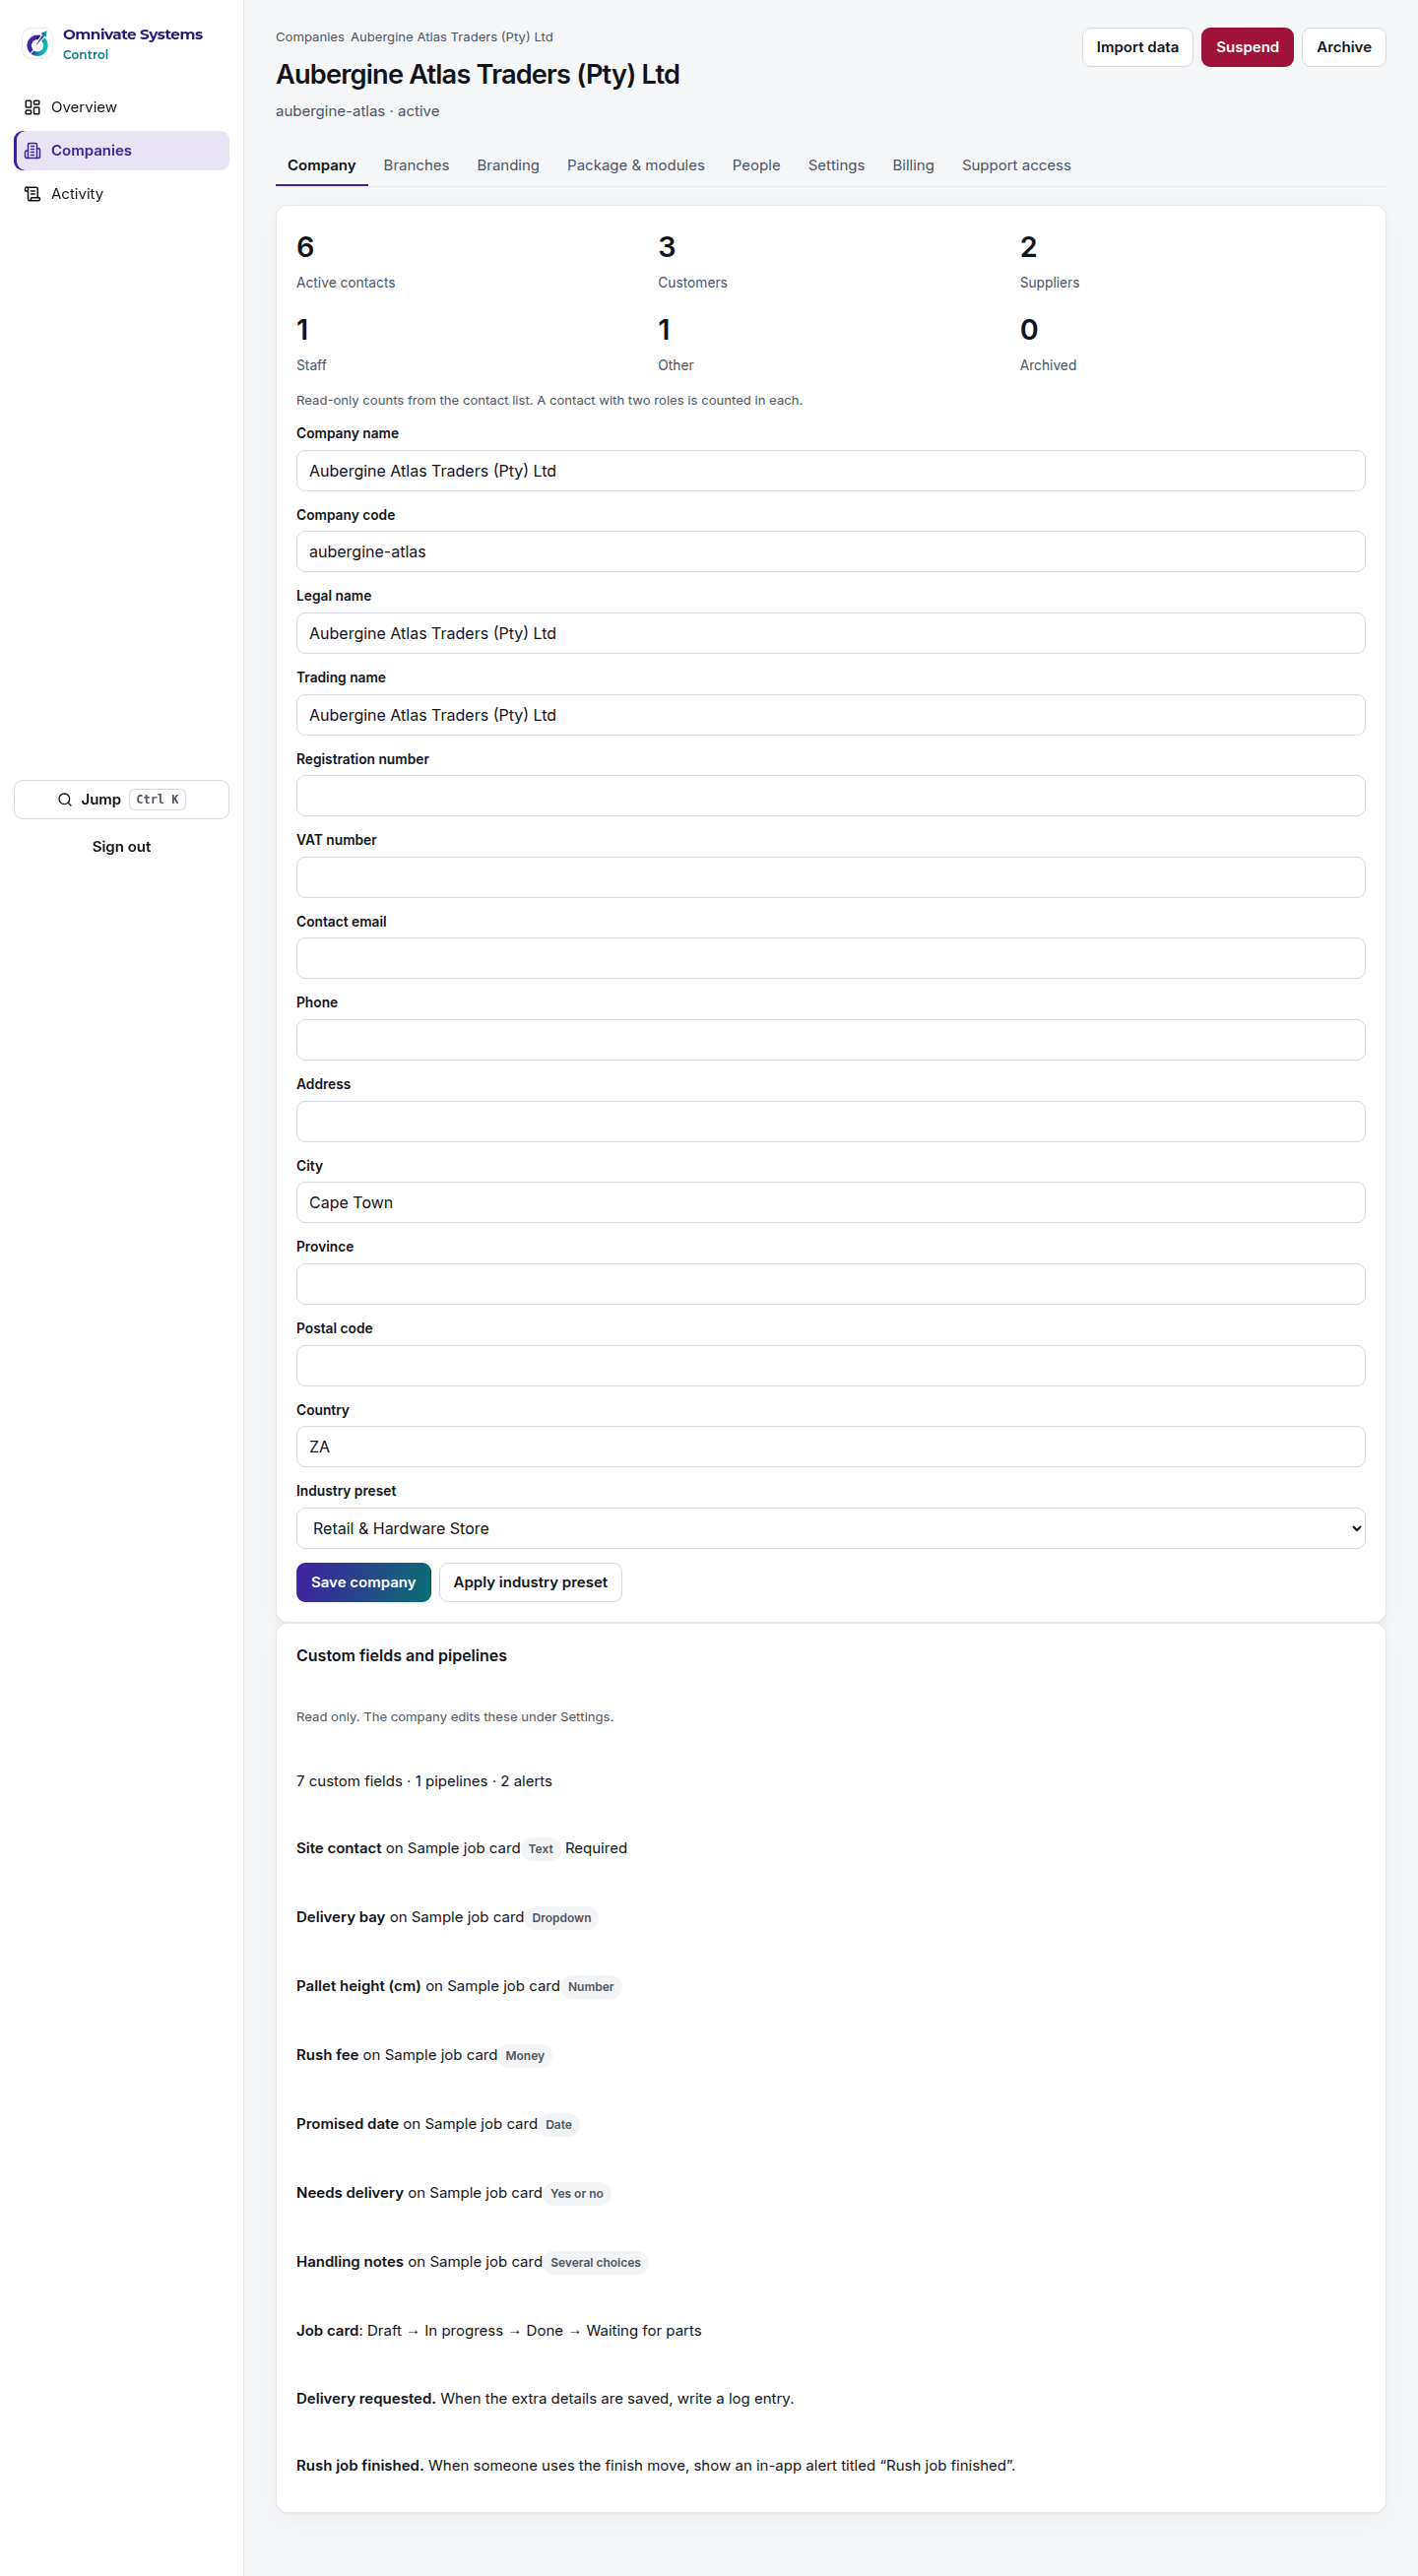 Omnivate Systems
Control
Overview
Companies
Activity
Jump Ctrl K
Sign out
Companies Aubergine Atlas Traders (Pty) Ltd
Aubergine Atlas Traders (Pty) Ltd
aubergine-atlas · active
Import data Suspend Archive
Company Branches Branding Package & modules People Settings Billing Support access
6 3 2
Active contacts Customers Suppliers
1 1 0
Staff Other Archived
Read-only counts from the contact list. A contact with two roles is counted in each.
Company name
Aubergine Atlas Traders (Pty) Ltd
Company code
aubergine-atlas
Legal name
Aubergine Atlas Traders (Pty) Ltd
Trading name
Aubergine Atlas Traders (Pty) Ltd
Registration number
VAT number
Contact email
Phone
Address
City
Cape Town
Province
Postal code
Country
ZA
Industry preset
Retail & Hardware Store
Save company Apply industry preset
Custom fields and pipelines
Read only. The company edits these under Settings.
7 custom fields · 1 pipelines · 2 alerts
Site contact on Sample job card Text Required
Delivery bay on Sample job card Dropdown
Pallet height (cm) on Sample job card Number
Rush fee on Sample job card Money
Promised date on Sample job card Date
Needs delivery on Sample job card Yes or no
Handling notes on Sample job card Several choices
Job card: Draft → In progress → Done → Waiting for parts
Delivery requested. When the extra details are saved, write a log entry.
Rush job finished. When someone uses the finish move, show an in-app alert titled “Rush job finished”.